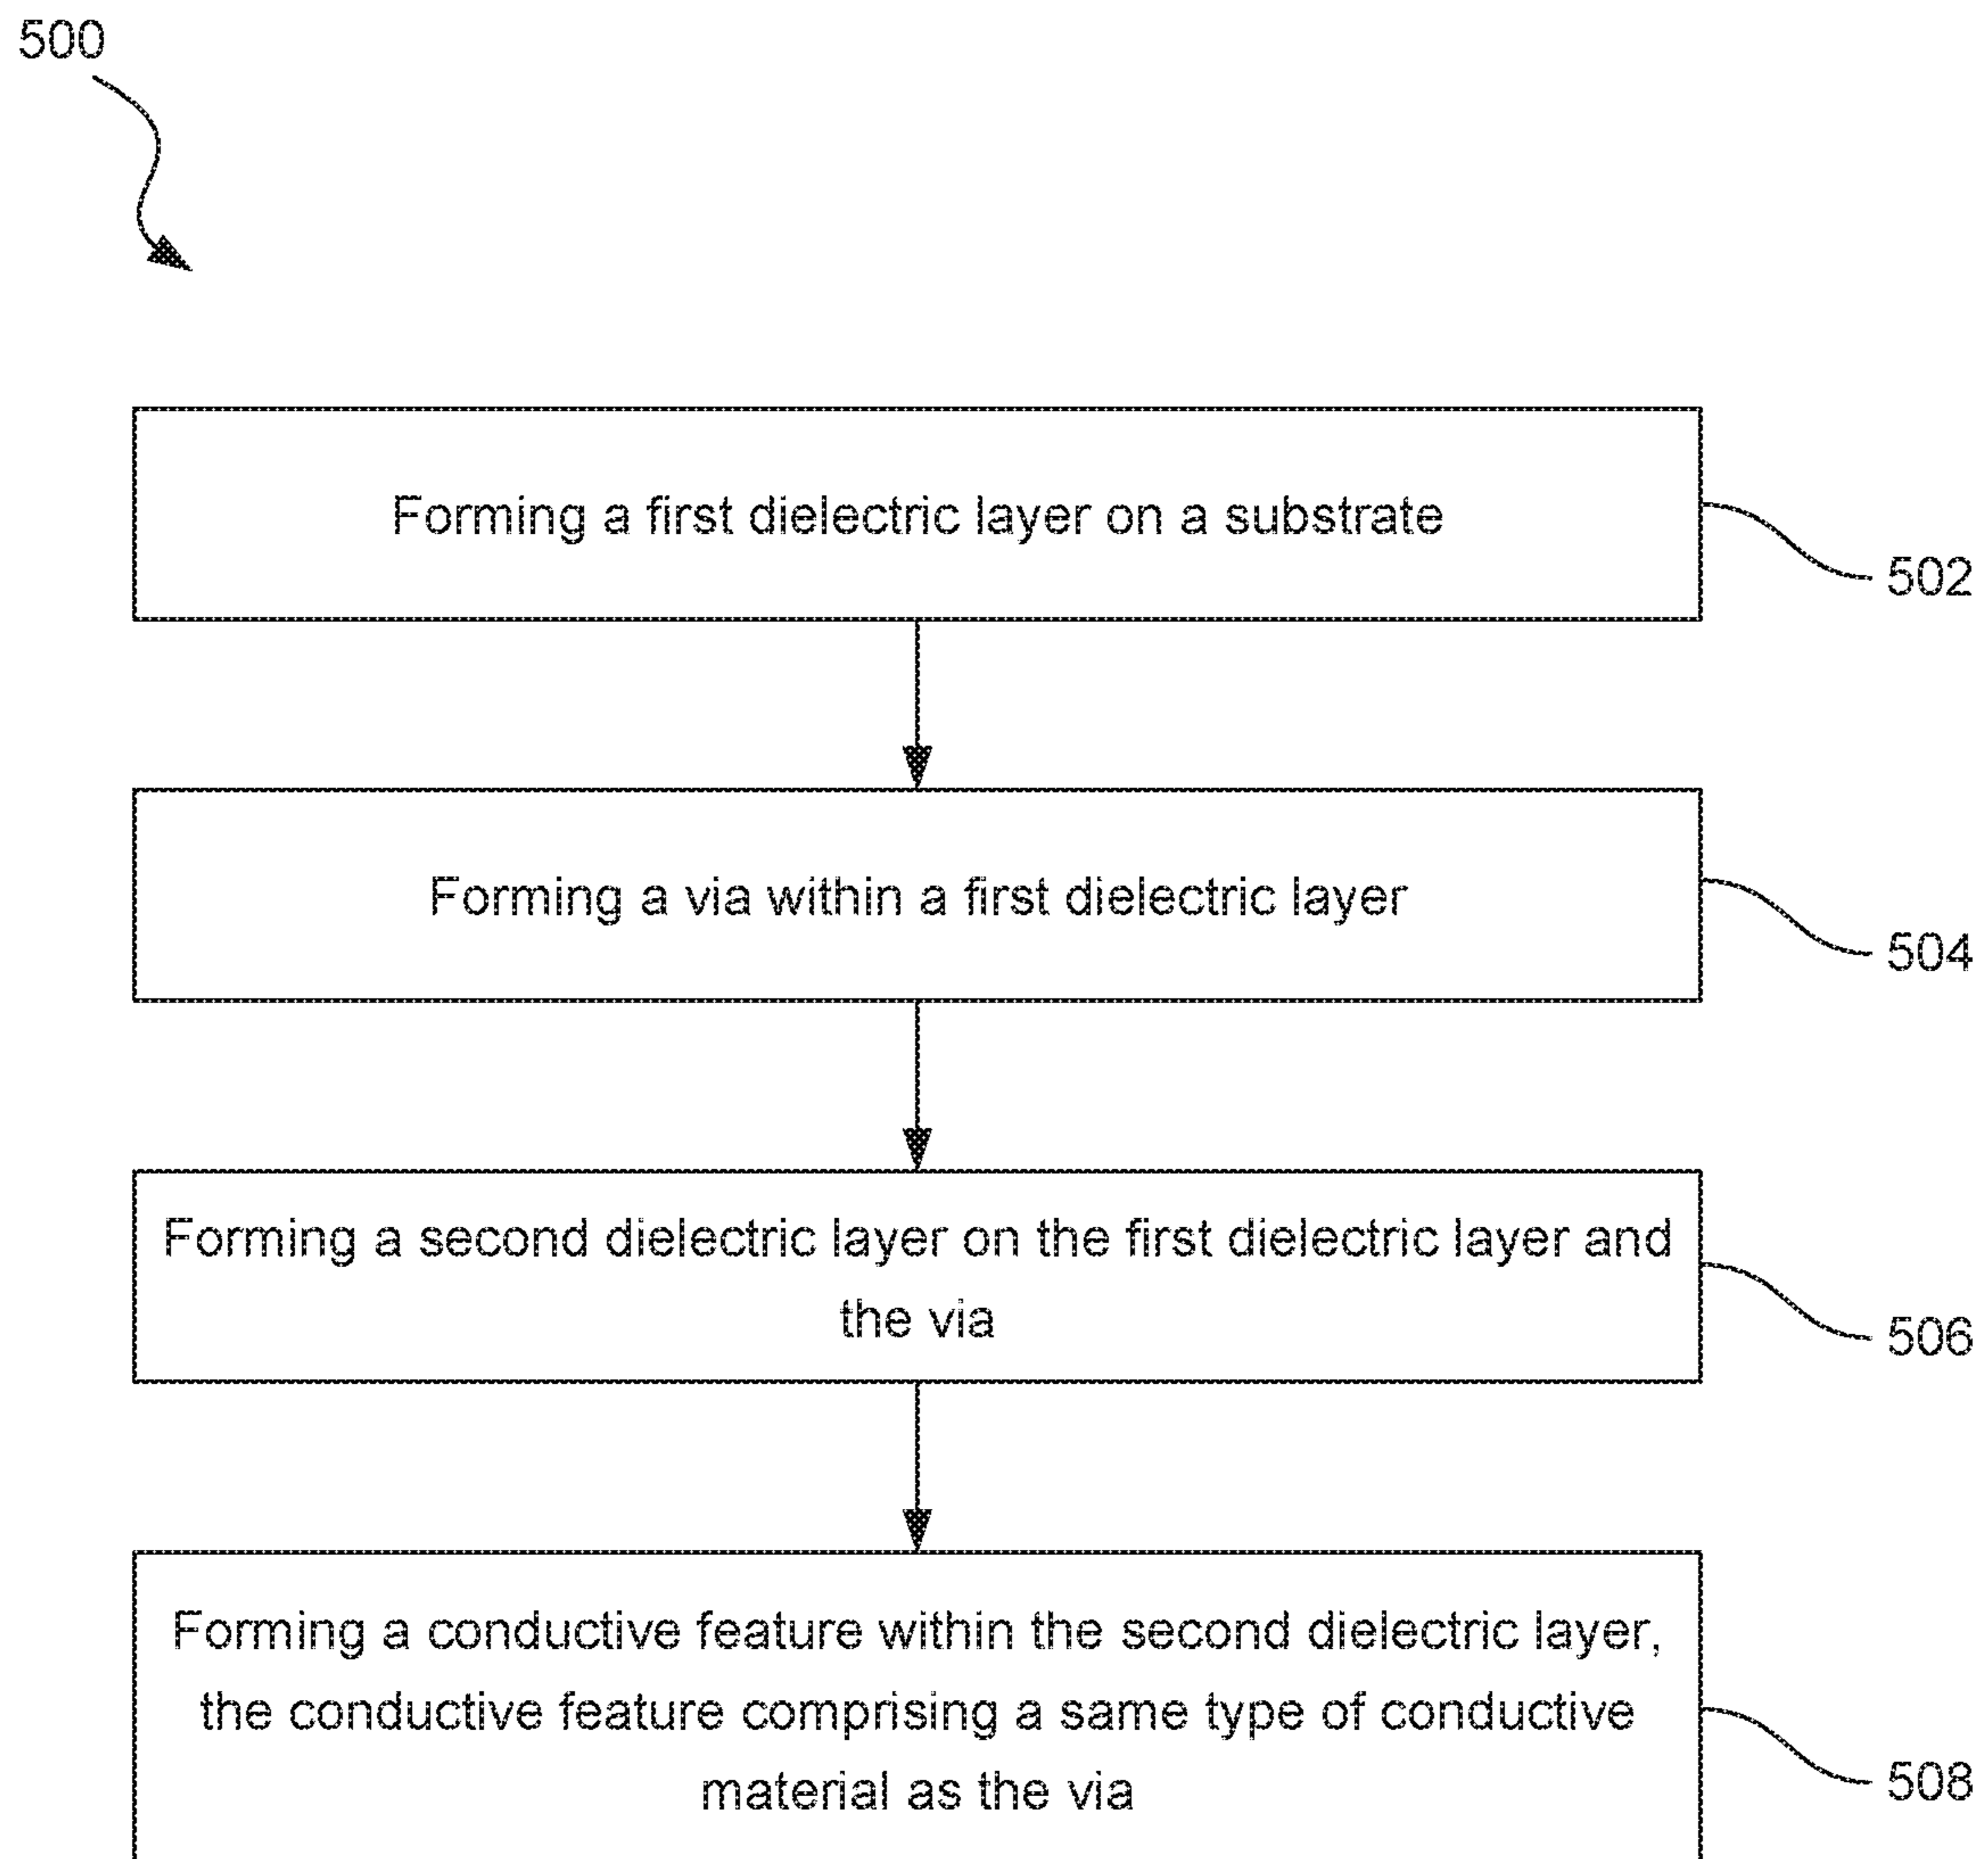 500
Forming a first dielectric layer on a substrate
502
Forming a via within a first dielectric layer
504
Forming a second dielectric layer on the first dielectric layer and
the via
506
Forming a conductive feature within the second dielectric layer,
the conductive feature comprising a same type of conductive
material as the via
508